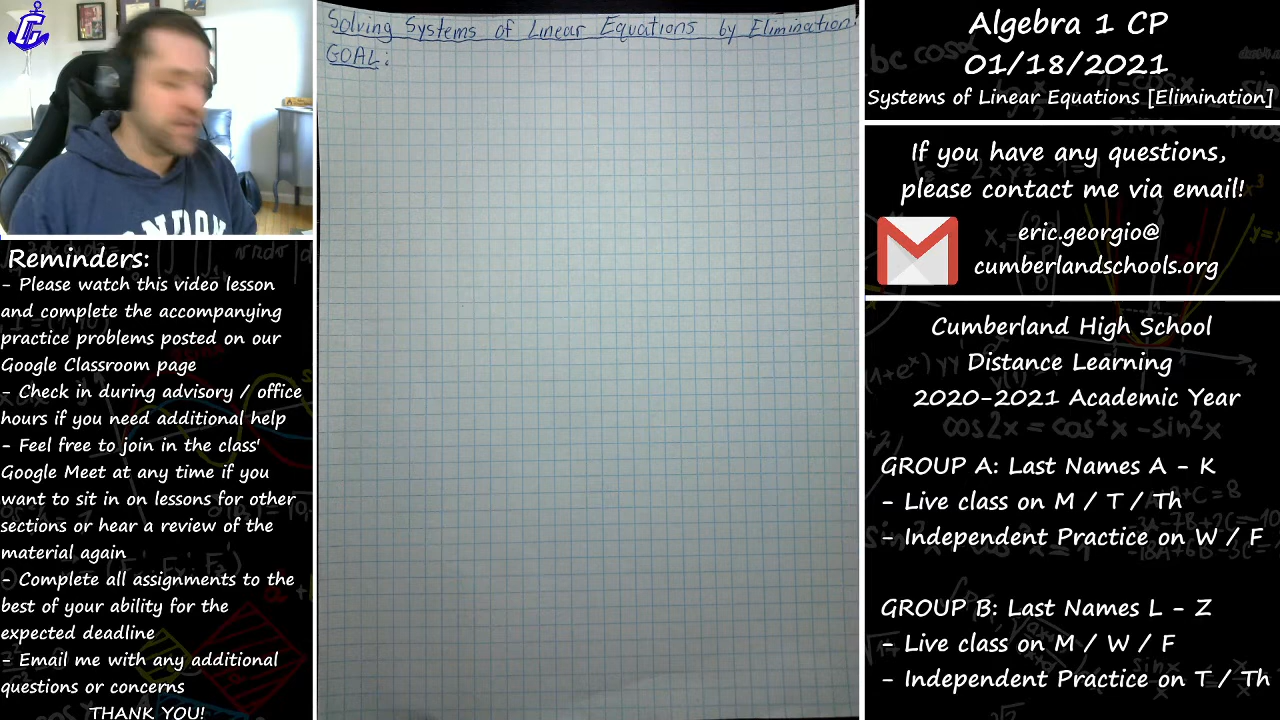 Solving Systems of Linear Equations by Elimination!
GOAL:
Reminders:
- Please watch this video lesson
and complete the accompanying
practice problems posted on our
Google Classroom page
- Check in during advisory / office
hours if you need additional help
- Feel free to join in the class'
Google Meet at any time if you
want to sit in on lessons for other
sections or hear a review of the
material again
- Complete all assignments to the
best of your ability for the
expected deadline
- Email me with any additional
questions or concerns
THANK YOU!
Algebra 1 CP
01/18/2021
Systems of Linear Equations [Elimination]
If you have any questions,
please contact me via email!
eric.georgio@
cumberlandschools.org
Cumberland High School
Distance Learning
2020-2021 Academic Year
cos2x = cos²x - sin²x
GROUP A: Last Names A - K
- Live class on M / T / Th
- Independent Practice on W / F
GROUP B: Last Names L - Z
- Live class on M / W / F
- Independent Practice on T / Th